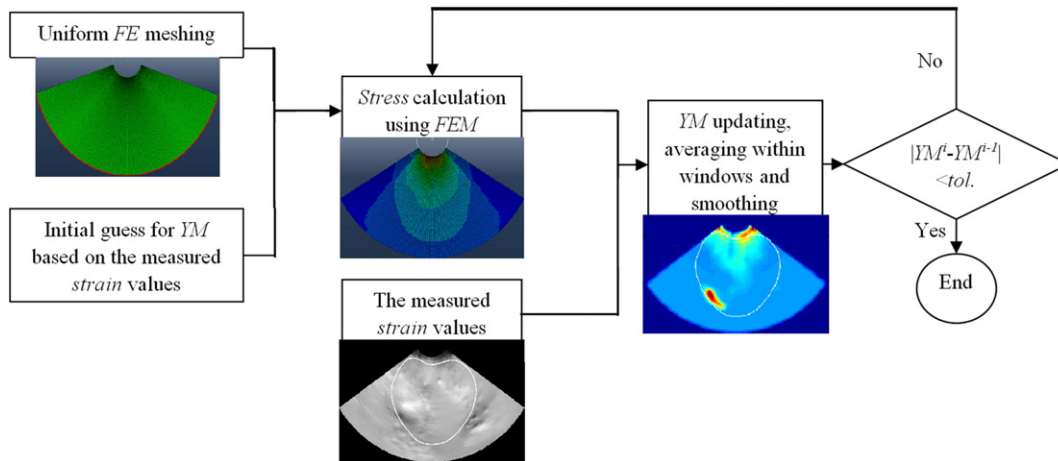 Uniform FE meshing
Initial guess for YM
based on the measured
strain values
Stress calculation
using FEM
The measured
strain values
YM updating,
averaging within
windows and
smoothing
|YMⁱ-YMⁱ⁻¹|
<tol.
No
Yes
End